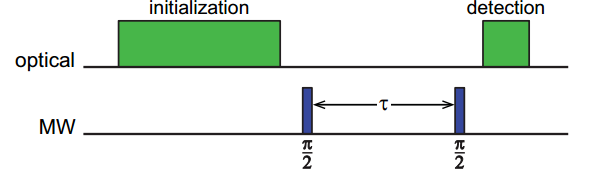 initialization
detection
optical
τ
MW
π/2
π/2